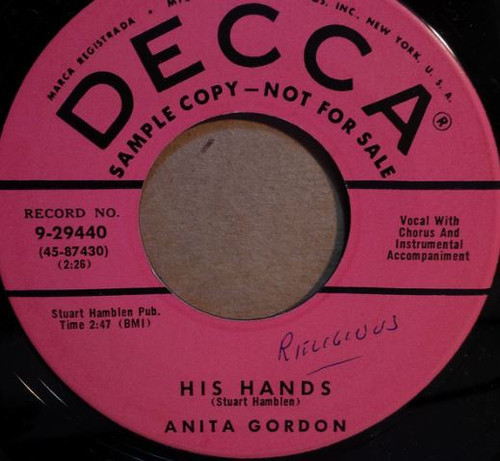 MARCA REGISTRADA •
INC., NEW YORK, U. S. A.
DECCA®
SAMPLE COPY—NOT FOR SALE
RECORD NO.
9-29440
(45-87430)
(2:26)
Vocal With
Chorus And
Instrumental
Accompaniment
Stuart Hamblen Pub.
Time 2:47 (BMI)
RELIGIOUS
HIS HANDS
(Stuart Hamblen)
ANITA GORDON